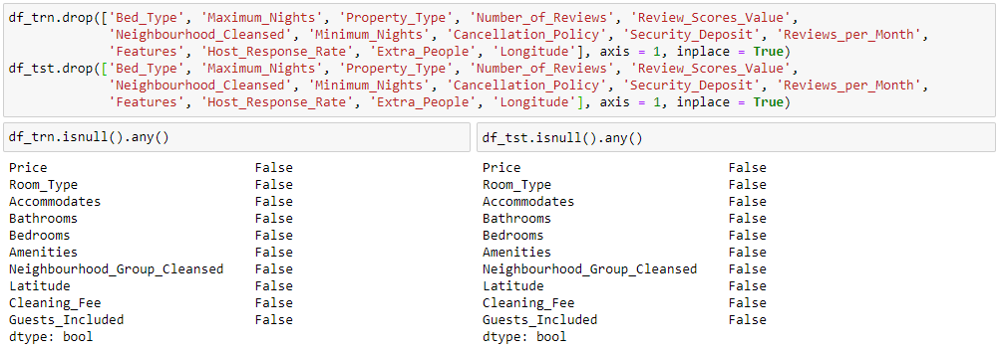 df_trn.drop(['Bed_Type', 'Maximum_Nights', 'Property_Type', 'Number_of_Reviews', 'Review_Scores_Value',
'Neighbourhood_Cleansed', 'Minimum_Nights', 'Cancellation_Policy', 'Security_Deposit', 'Reviews_per_Month',
'Features', 'Host_Response_Rate', 'Extra_People', 'Longitude'], axis = 1, inplace = True)
df_tst.drop(['Bed_Type', 'Maximum_Nights', 'Property_Type', 'Number_of_Reviews', 'Review_Scores_Value',
'Neighbourhood_Cleansed', 'Minimum_Nights', 'Cancellation_Policy', 'Security_Deposit', 'Reviews_per_Month',
'Features', 'Host_Response_Rate', 'Extra_People', 'Longitude'], axis = 1, inplace = True)
df_trn.isnull().any()
Price False
Room_Type False
Accommodates False
Bathrooms False
Bedrooms False
Amenities False
Neighbourhood_Group_Cleansed False
Latitude False
Cleaning_Fee False
Guests_Included False
dtype: bool
df_tst.isnull().any()
Price False
Room_Type False
Accommodates False
Bathrooms False
Bedrooms False
Amenities False
Neighbourhood_Group_Cleansed False
Latitude False
Cleaning_Fee False
Guests_Included False
dtype: bool